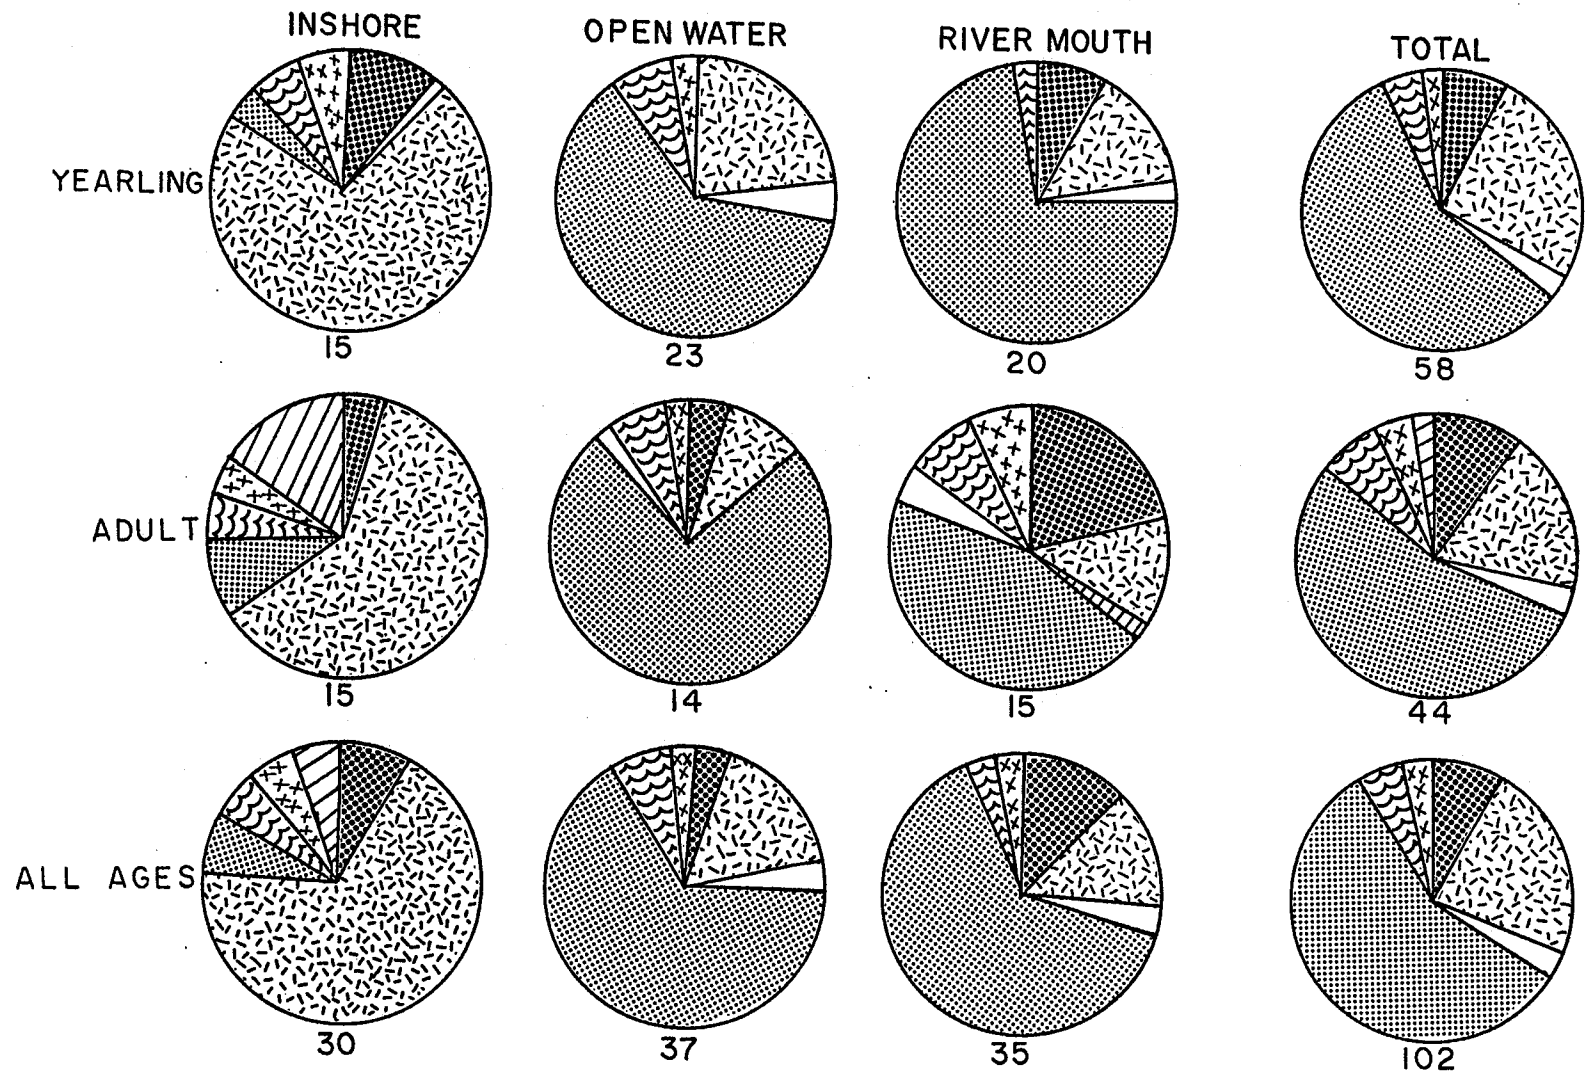 INSHORE OPEN WATER RIVER MOUTH TOTAL
YEARLING
15 23 20 58
ADULT
15 14 15 44
ALL AGES
30 37 35 102